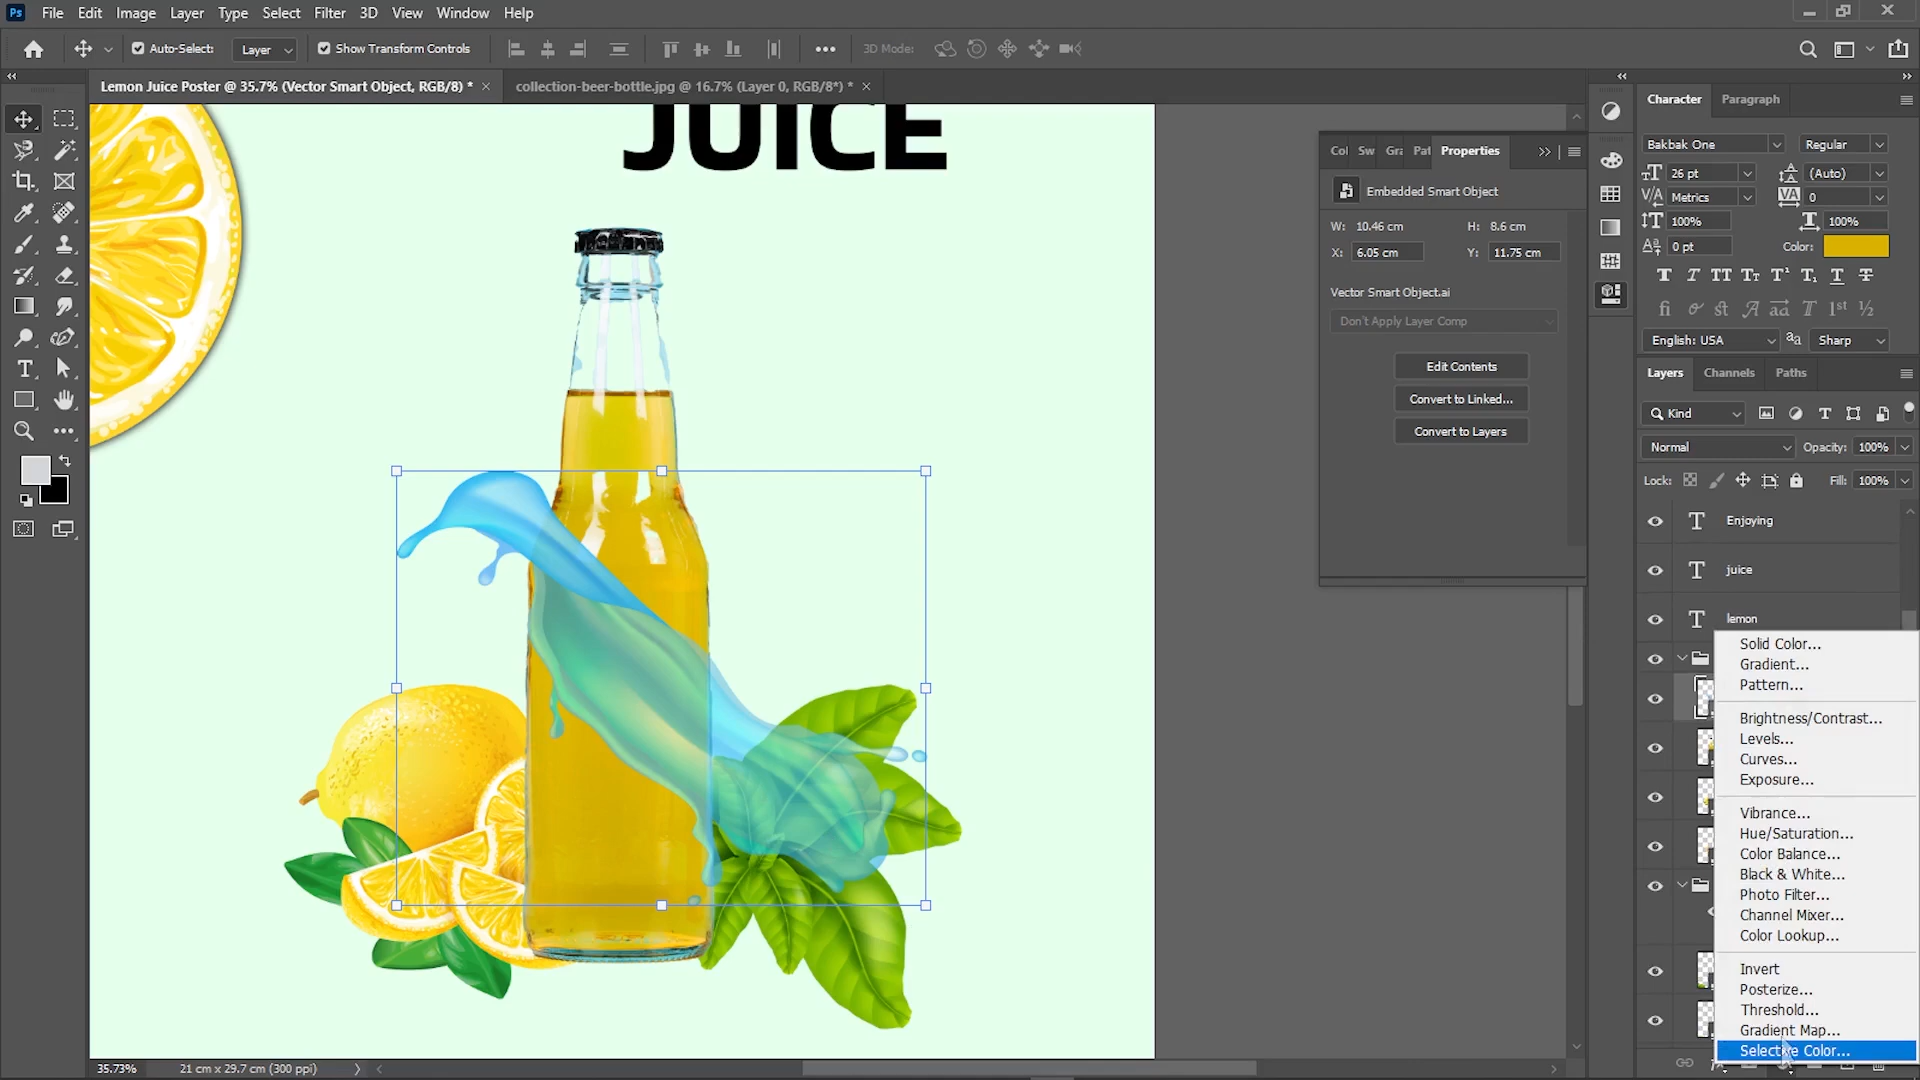 Ps File Edit Image Layer Type Select Filter 3D View Window Help
Auto-Select: Layer Show Transform Controls 3D Mode:
Lemon Juice Poster @ 35.7% (Vector Smart Object, RGB/8) * collection-beer-bottle.jpg @ 16.7% (Layer 0, RGB/8*) *
JUICE
Col Sw Gra Pat Properties
Embedded Smart Object
W: 10.46 cm H: 8.6 cm
X: 6.05 cm Y: 11.75 cm
Vector Smart Object.ai
Don't Apply Layer Comp
Edit Contents
Convert to Linked...
Convert to Layers
Character Paragraph
Bakbak One Regular
26 pt (Auto)
Metrics 0
100% 100%
0 pt Color:
English: USA Sharp
Layers Channels Paths
Kind
Normal Opacity: 100%
Lock: Fill: 100%
Enjoying
juice
lemon
Solid Color...
Gradient...
Pattern...
Brightness/Contrast...
Levels...
Curves...
Exposure...
Vibrance...
Hue/Saturation...
Color Balance...
Black & White...
Photo Filter...
Channel Mixer...
Color Lookup...
Invert
Posterize...
Threshold...
Gradient Map...
Selective Color...
35.73% 21 cm x 29.7 cm (300 ppi)